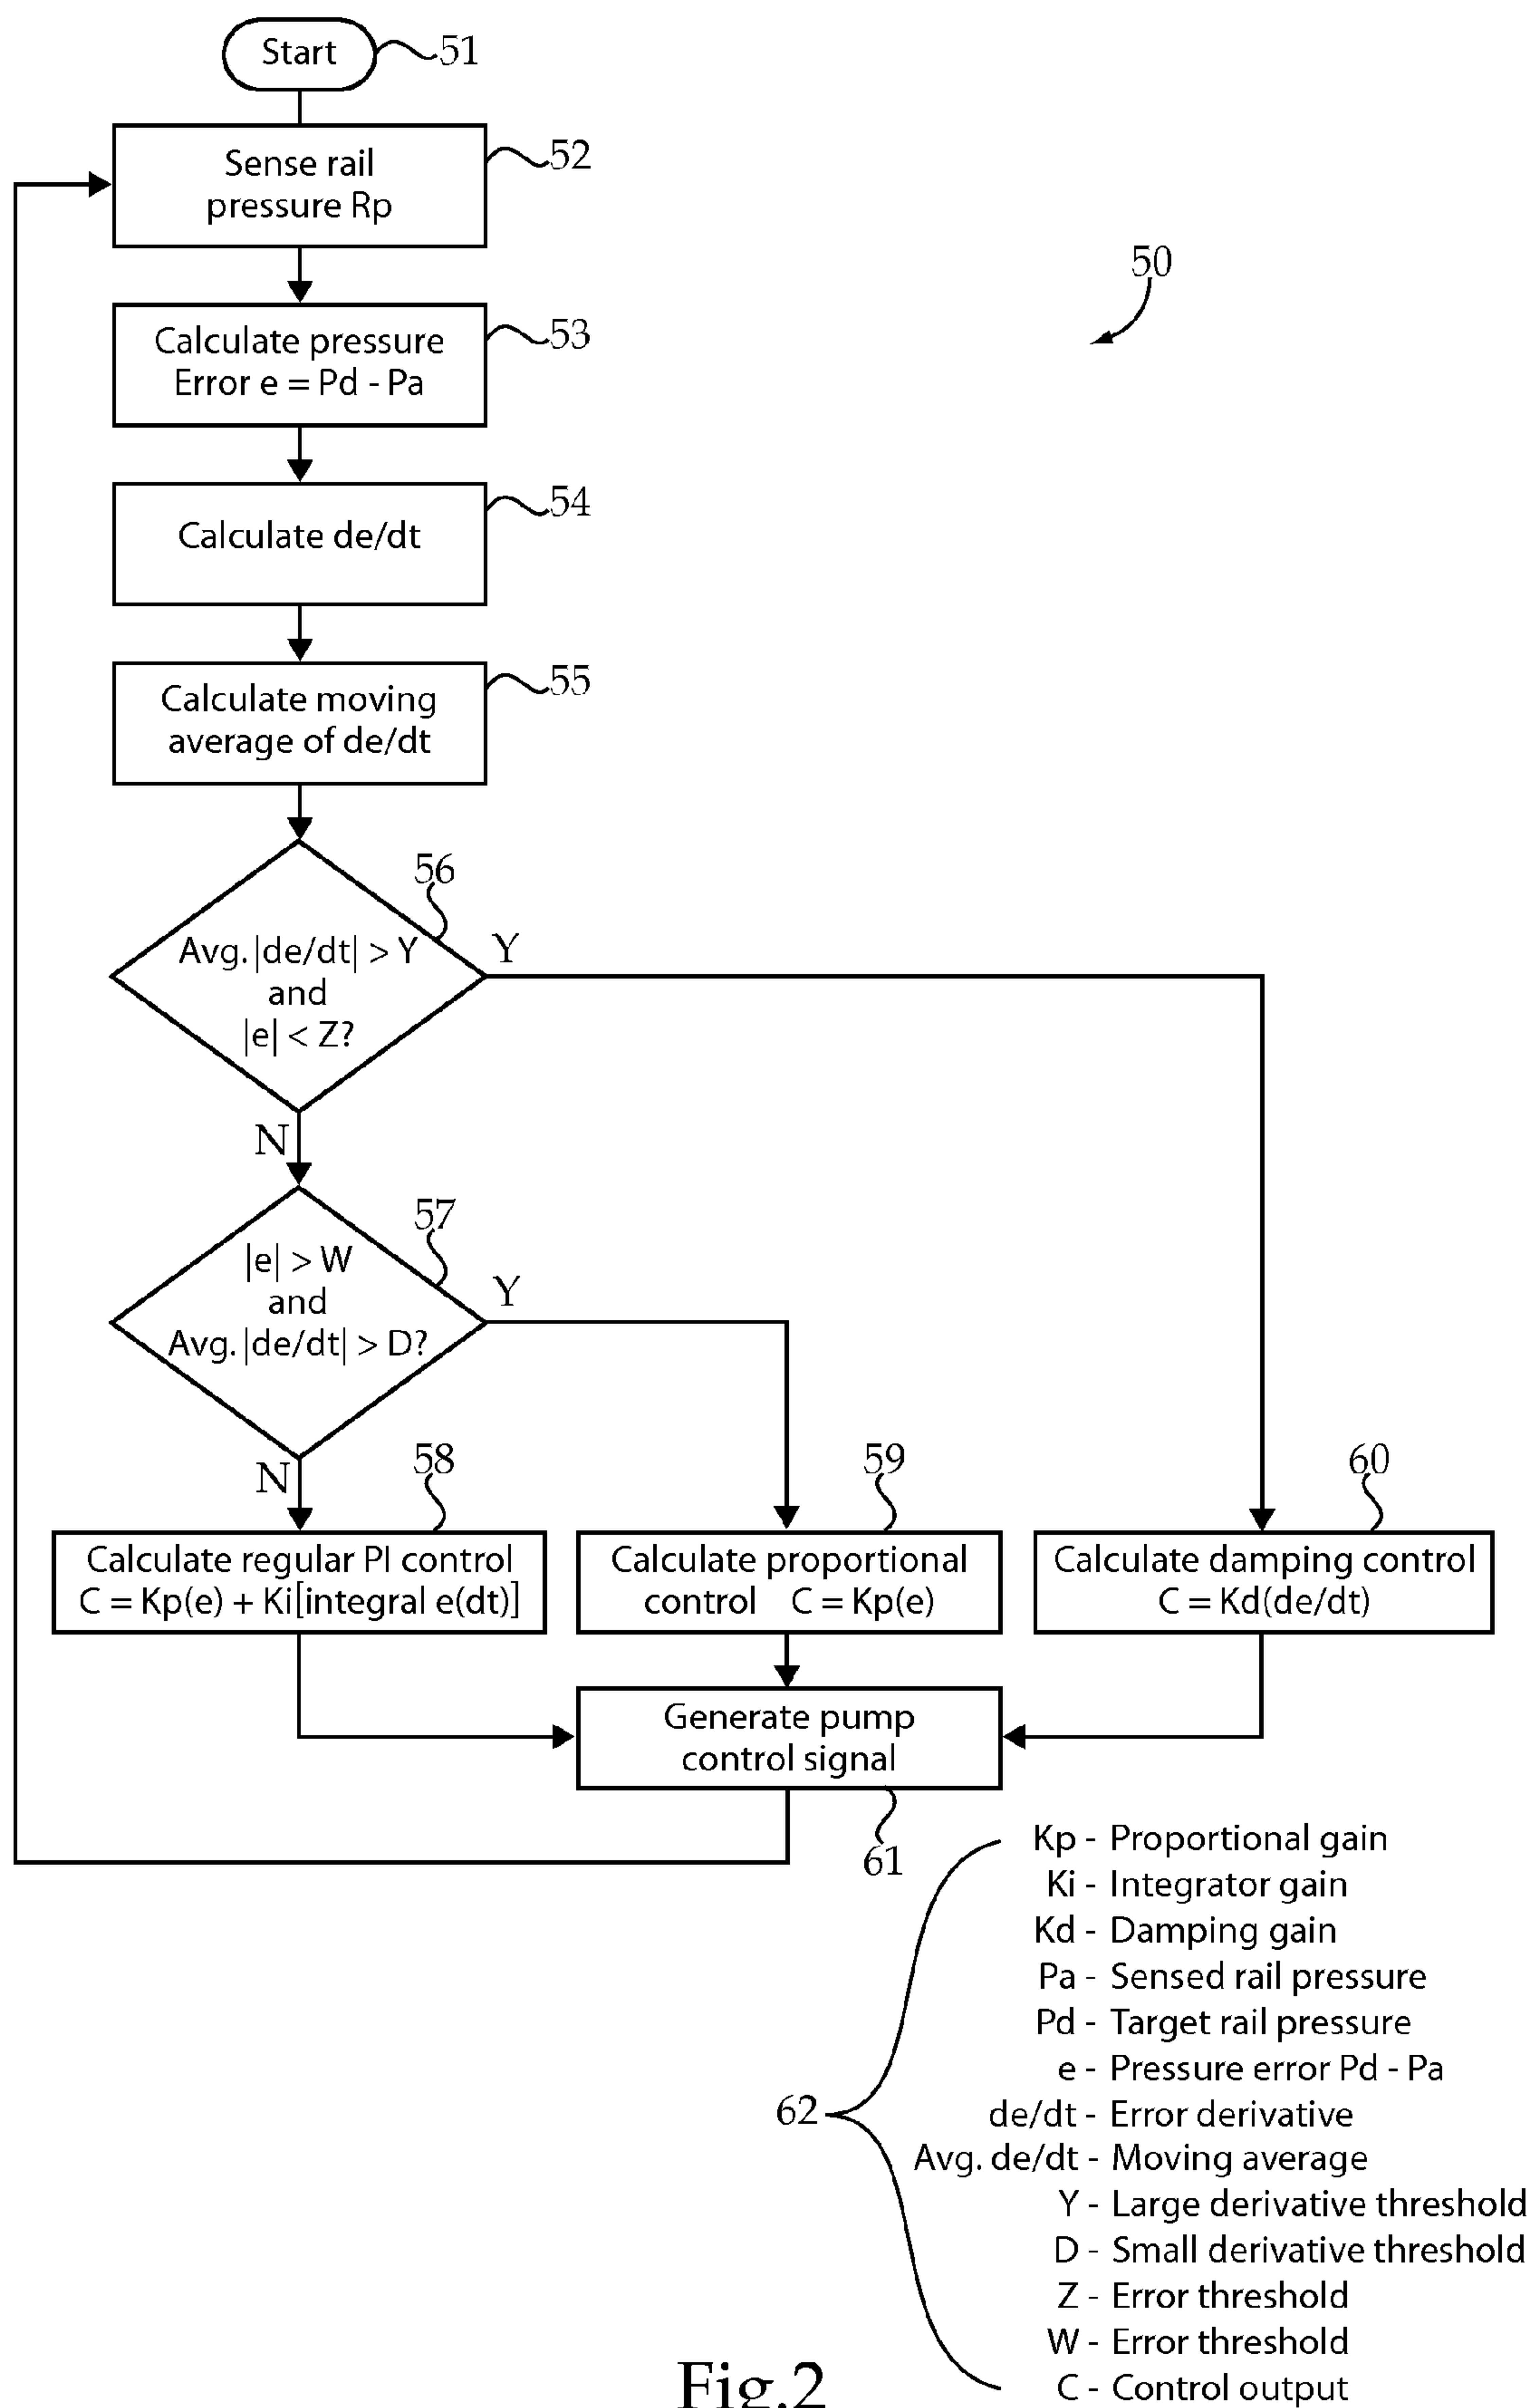 Start
51
Sense rail
pressure Rp
52
50
Calculate pressure
Error e = Pd - Pa
53
Calculate de/dt
54
Calculate moving
average of de/dt
55
56
Avg. |de/dt| > Y
and
|e| < Z?
Y
N
57
|e| > W
and
Avg. |de/dt| > D?
Y
N
58
Calculate regular PI control
C = Kp(e) + Ki[integral e(dt)]
59
Calculate proportional
control C = Kp(e)
60
Calculate damping control
C = Kd(de/dt)
Generate pump
control signal
61
62
Kp - Proportional gain
Ki - Integrator gain
Kd - Damping gain
Pa - Sensed rail pressure
Pd - Target rail pressure
e - Pressure error Pd - Pa
de/dt - Error derivative
Avg. de/dt - Moving average
Y - Large derivative threshold
D - Small derivative threshold
Z - Error threshold
W - Error threshold
C - Control output
Fig.2